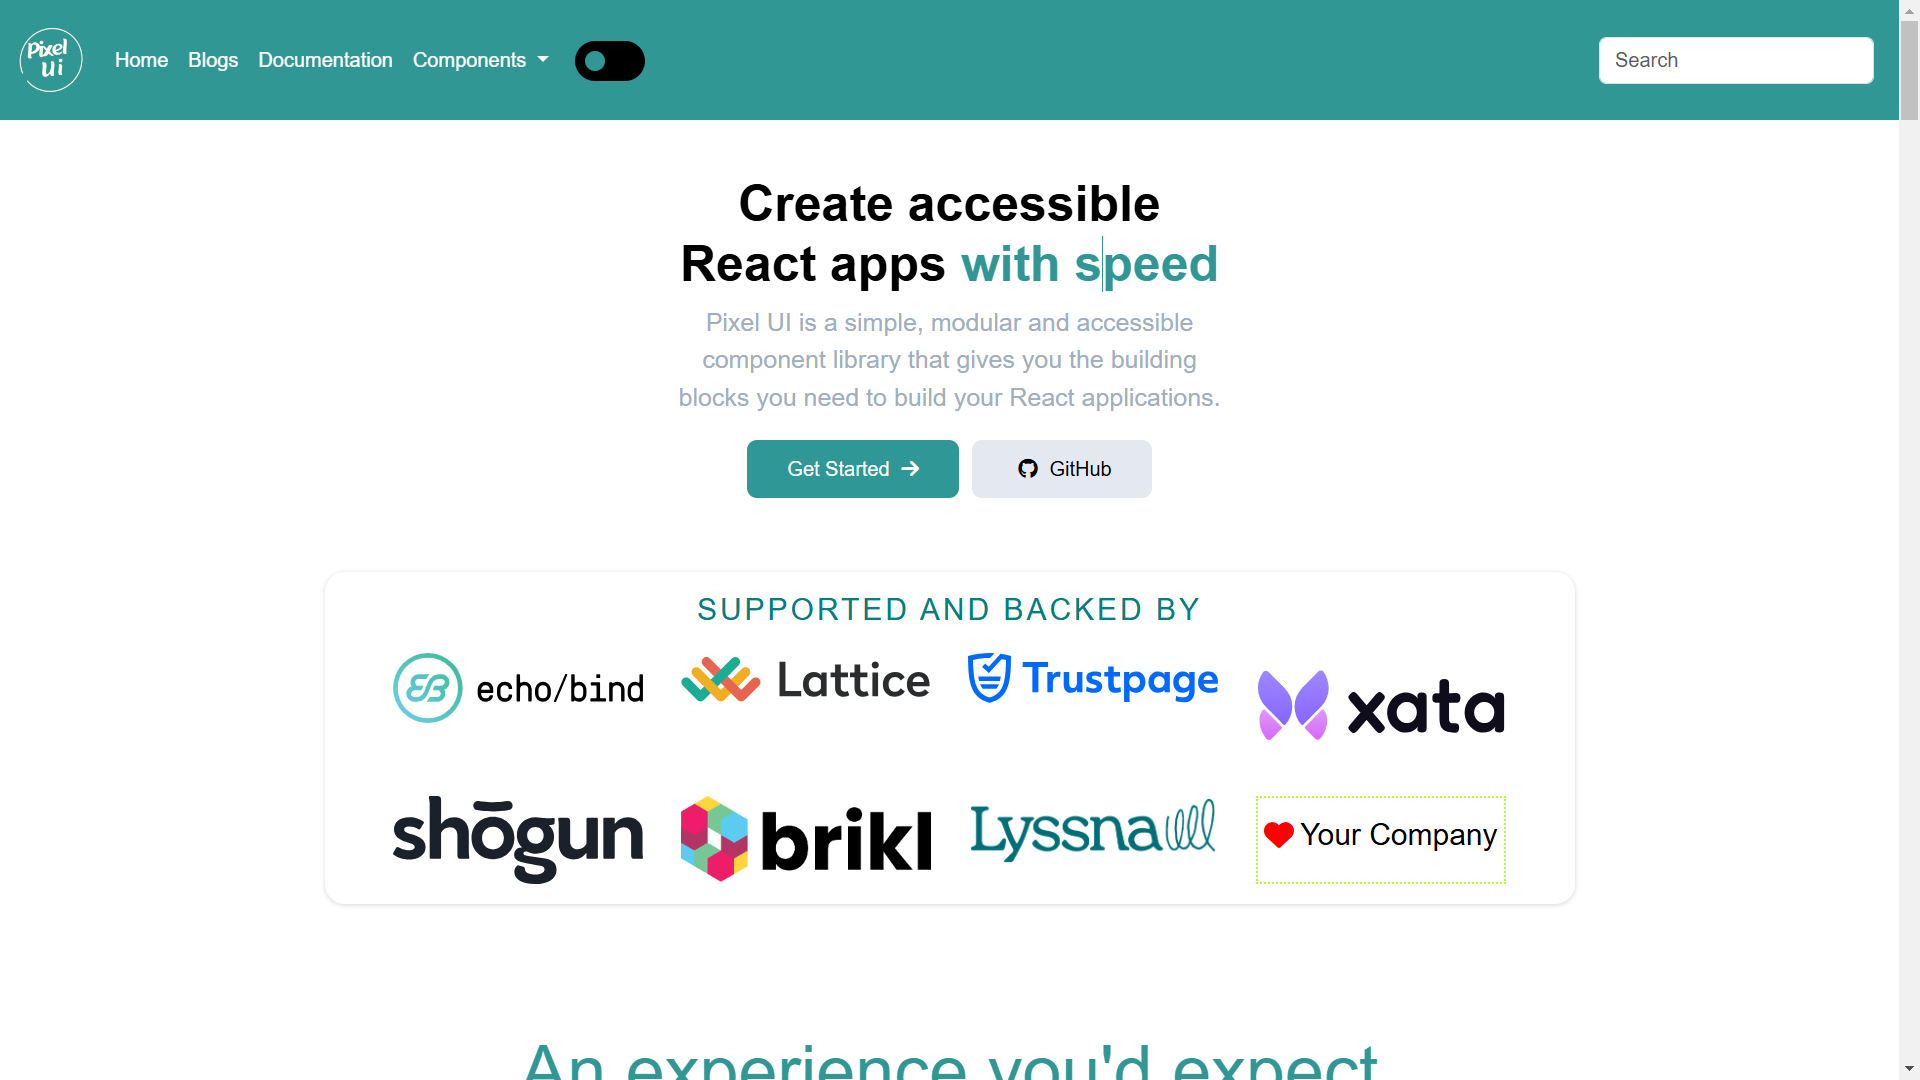 Pixel Ui
Home Blogs Documentation Components
Search
Create accessible
React apps with speed
Pixel UI is a simple, modular and accessible
component library that gives you the building
blocks you need to build your React applications.
Get Started
GitHub
SUPPORTED AND BACKED BY
echo/bind
Lattice
Trustpage
xata
shōgun
brikl
Lyssna
Your Company
An experience you'd expect